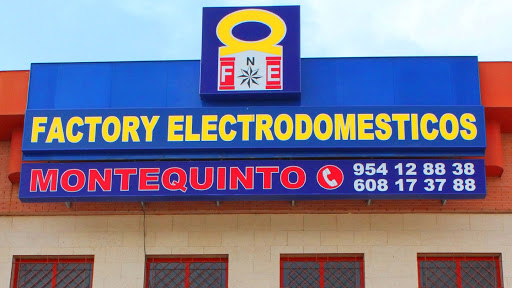 N
F E
FACTORY ELECTRODOMESTICOS
MONTEQUINTO 954 12 88 38
608 17 37 88